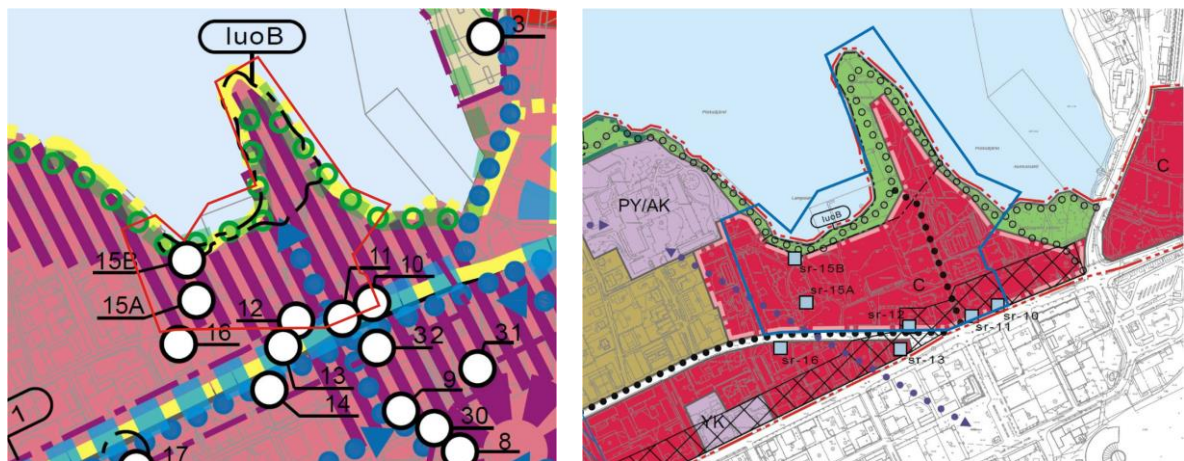 luoB
3
15B
15A
16
12
11
10
32
31
13
14
9
30
8
1
17
PY/AK
luoB
C
C
sr-15B
sr-15A
sr-12
sr-10
sr-11
sr-16
sr-13
YK